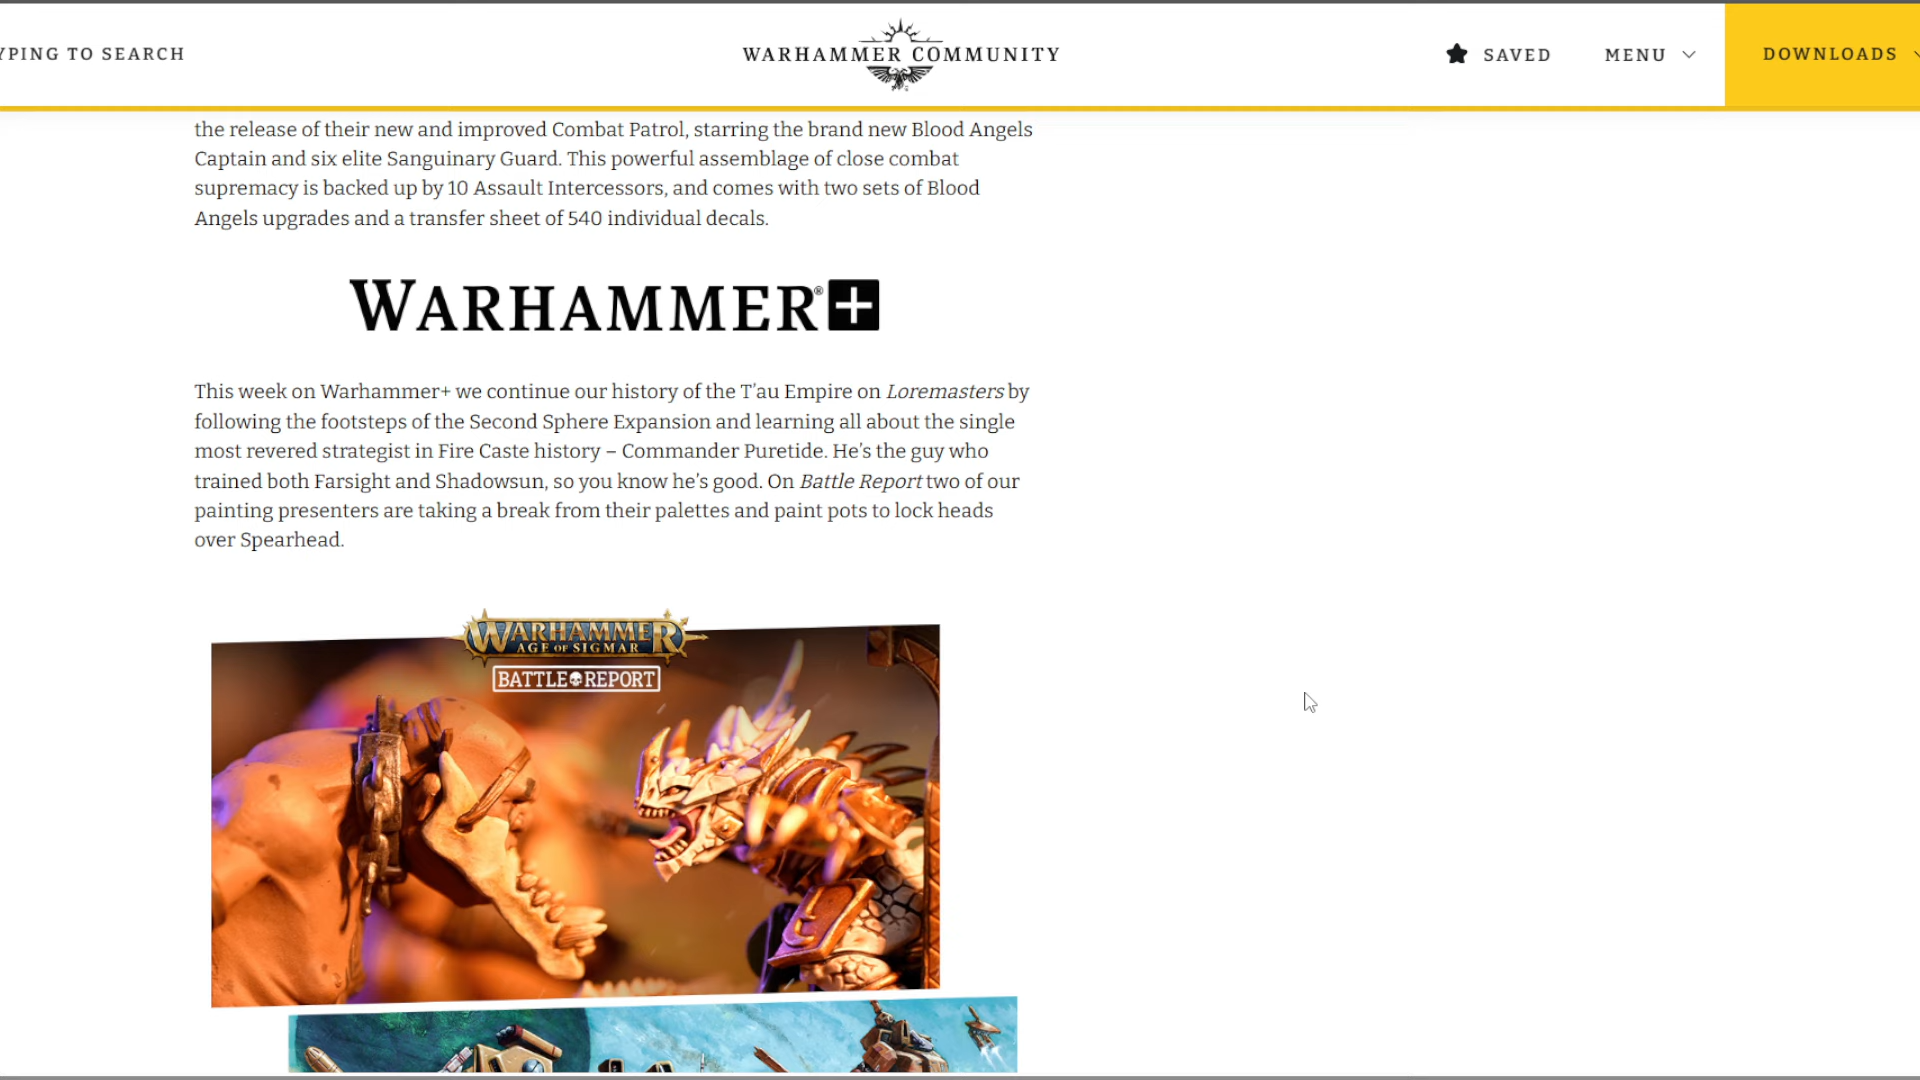 YPING TO SEARCH
WARHAMMER COMMUNITY
SAVED
MENU
DOWNLOADS
the release of their new and improved Combat Patrol, starring the brand new Blood Angels
Captain and six elite Sanguinary Guard. This powerful assemblage of close combat
supremacy is backed up by 10 Assault Intercessors, and comes with two sets of Blood
Angels upgrades and a transfer sheet of 540 individual decals.
WARHAMMER®+
This week on Warhammer+ we continue our history of the T’au Empire on Loremasters by
following the footsteps of the Second Sphere Expansion and learning all about the single
most revered strategist in Fire Caste history – Commander Puretide. He’s the guy who
trained both Farsight and Shadowsun, so you know he’s good. On Battle Report two of our
painting presenters are taking a break from their palettes and paint pots to lock heads
over Spearhead.
WARHAMMER
AGE OF SIGMAR
BATTLE REPORT